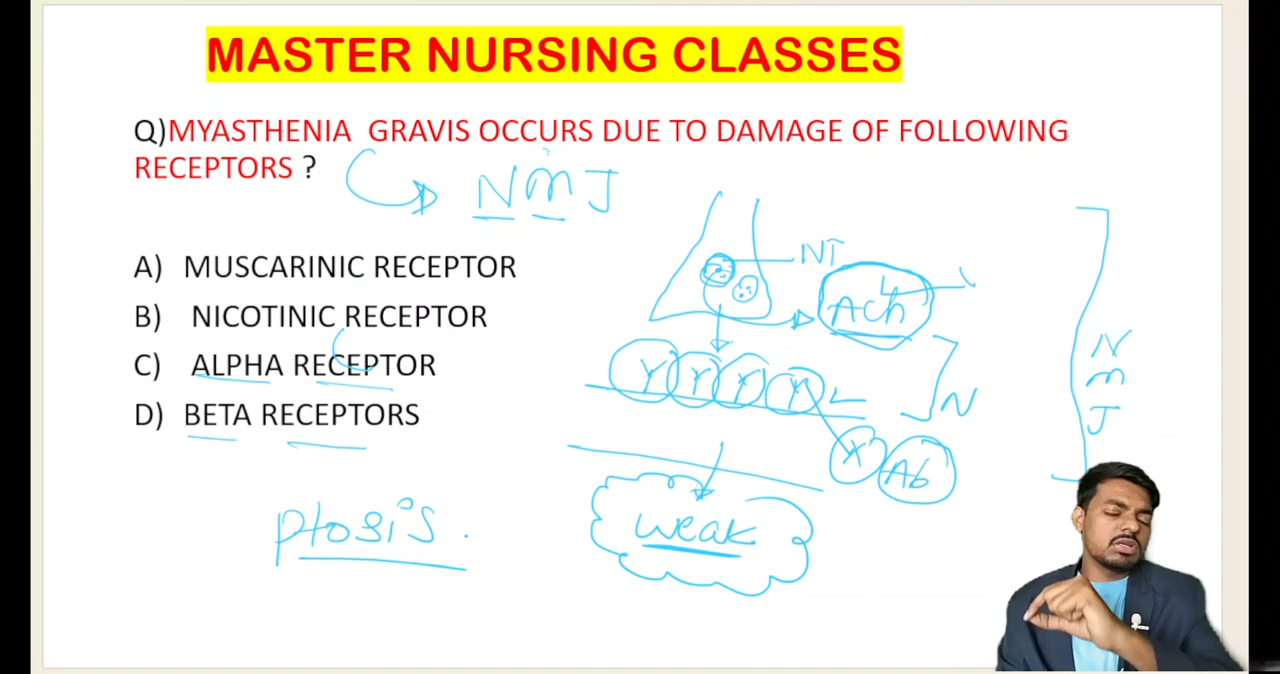 MASTER NURSING CLASSES
Q)MYASTHENIA GRAVIS OCCURS DUE TO DAMAGE OF FOLLOWING
RECEPTORS ?
NMJ
A) MUSCARINIC RECEPTOR
B) NICOTINIC RECEPTOR
C) ALPHA RECEPTOR
D) BETA RECEPTORS
NT
Ach
N
Ab
NMJ
weak
ptosis.